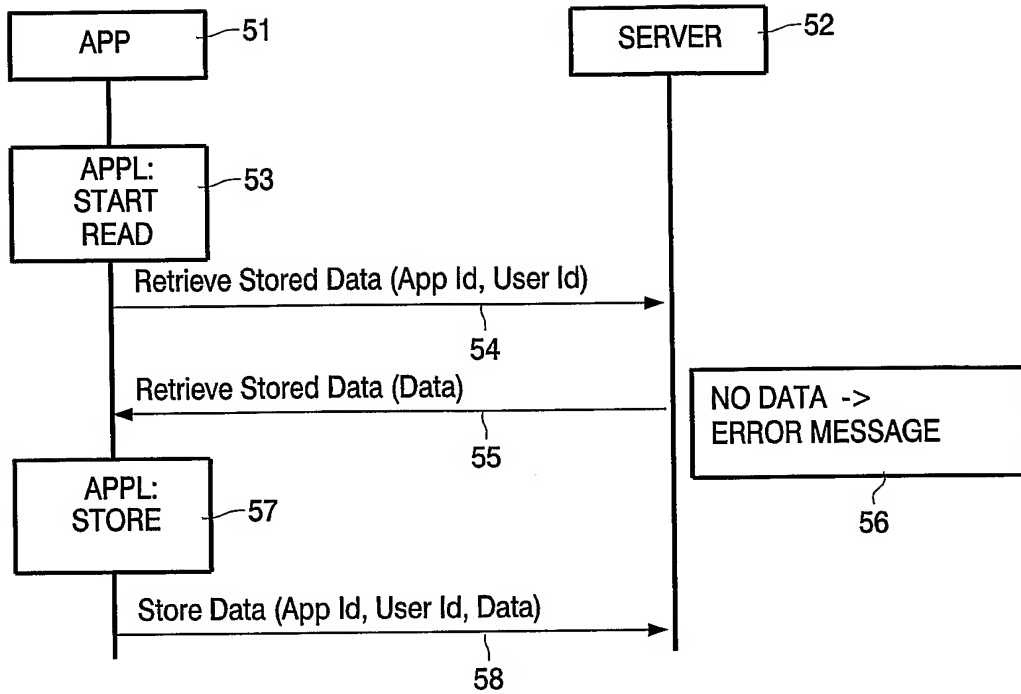 APP
51
SERVER
52
APPL:
START
READ
53
Retrieve Stored Data (App Id, User Id)
54
Retrieve Stored Data (Data)
55
NO DATA ->
ERROR MESSAGE
56
APPL:
STORE
57
Store Data (App Id, User Id, Data)
58